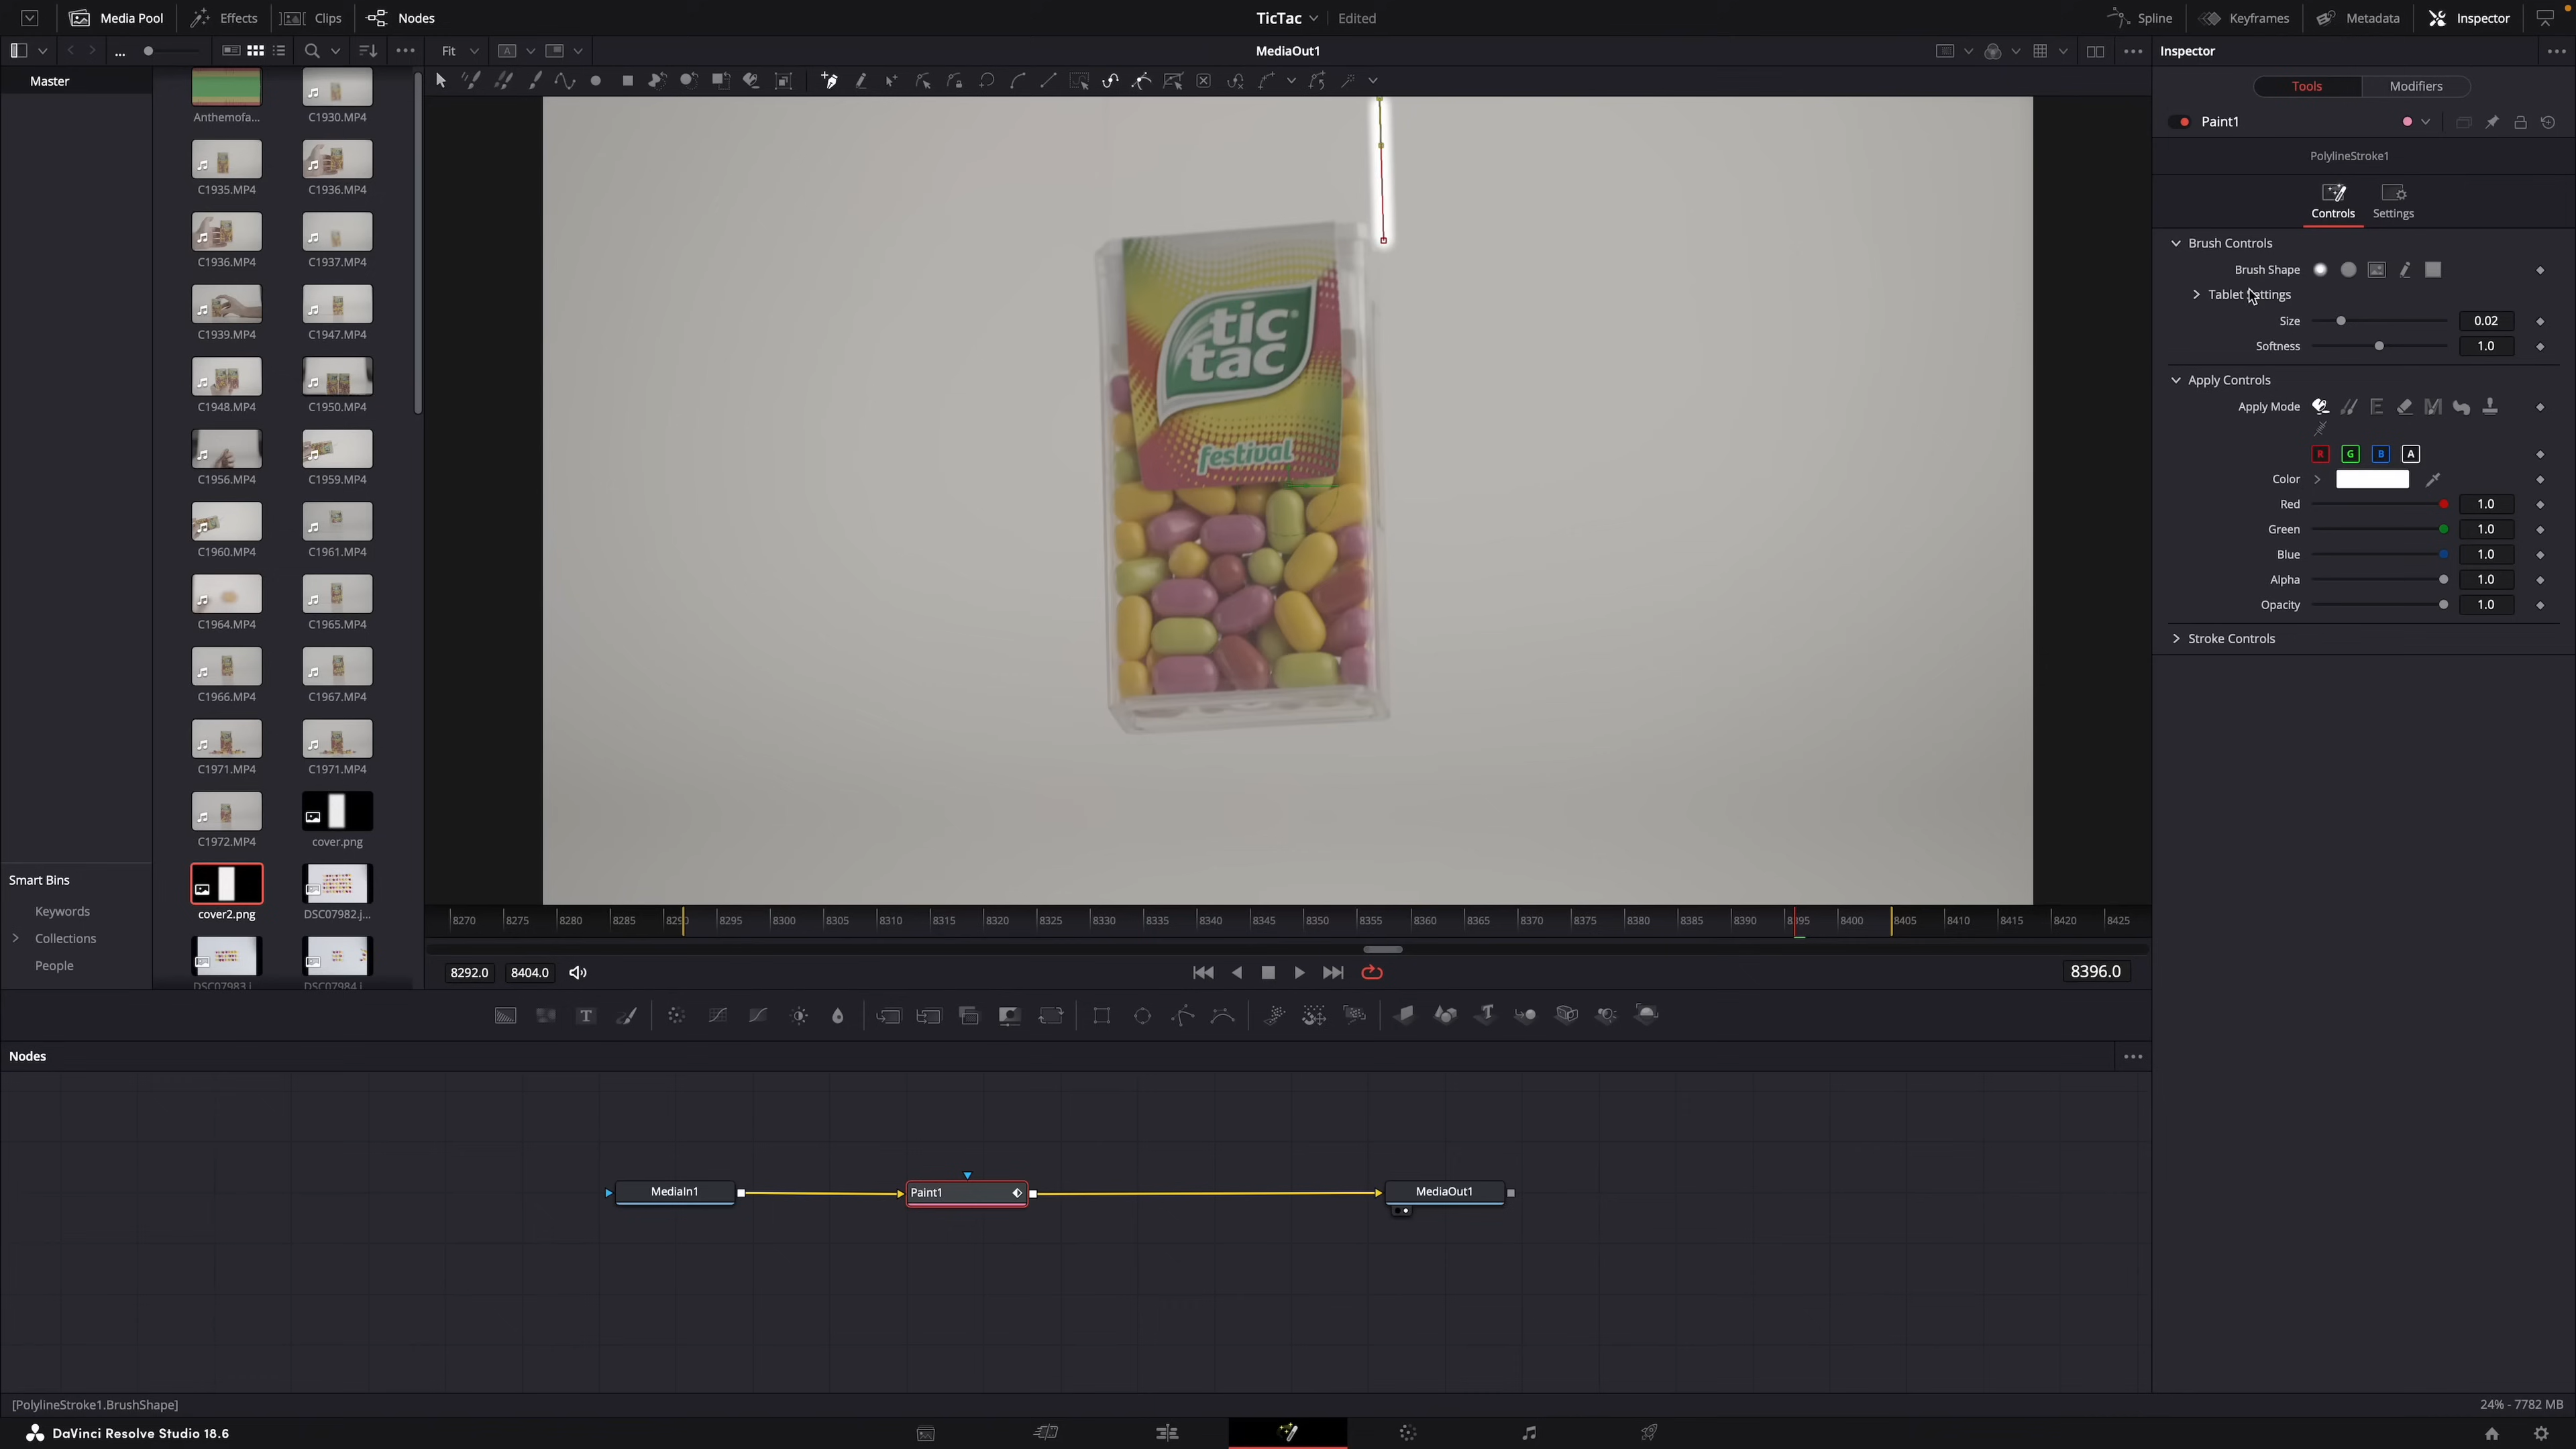 Media Pool
Effects
Clips
Nodes
TicTac
Edited
Spline
Keyframes
Metadata
Inspector
...
Fit
A
MediaOut1
Inspector
Master
Tools
Modifiers
Paint1
PolylineStroke1
Controls
Settings
Brush Controls
Brush Shape
Tablet Settings
Size
0.02
Softness
1.0
Apply Controls
Apply Mode
R
G
B
A
Color
Red
1.0
Green
1.0
Blue
1.0
Alpha
1.0
Opacity
1.0
Stroke Controls
Anthemofa...
C1930.MP4
C1935.MP4
C1936.MP4
C1936.MP4
C1937.MP4
C1939.MP4
C1947.MP4
C1948.MP4
C1950.MP4
C1956.MP4
C1959.MP4
C1960.MP4
C1961.MP4
C1964.MP4
C1965.MP4
C1966.MP4
C1967.MP4
C1971.MP4
C1971.MP4
C1972.MP4
cover.png
cover2.png
DSC07982.j...
DSC07983.j...
DSC07984.j...
Smart Bins
Keywords
Collections
People
tic
tac
festival
8270 8275 8280 8285 8290 8295 8300 8305 8310 8315 8320 8325 8330 8335 8340 8345 8350 8355 8360 8365 8370 8375 8380 8385 8390 8395 8400 8405 8410 8415 8420 8425
8292.0
8404.0
8396.0
T
Nodes
MediaIn1
Paint1
MediaOut1
[PolylineStroke1.BrushShape]
24% - 7782 MB
DaVinci Resolve Studio 18.6